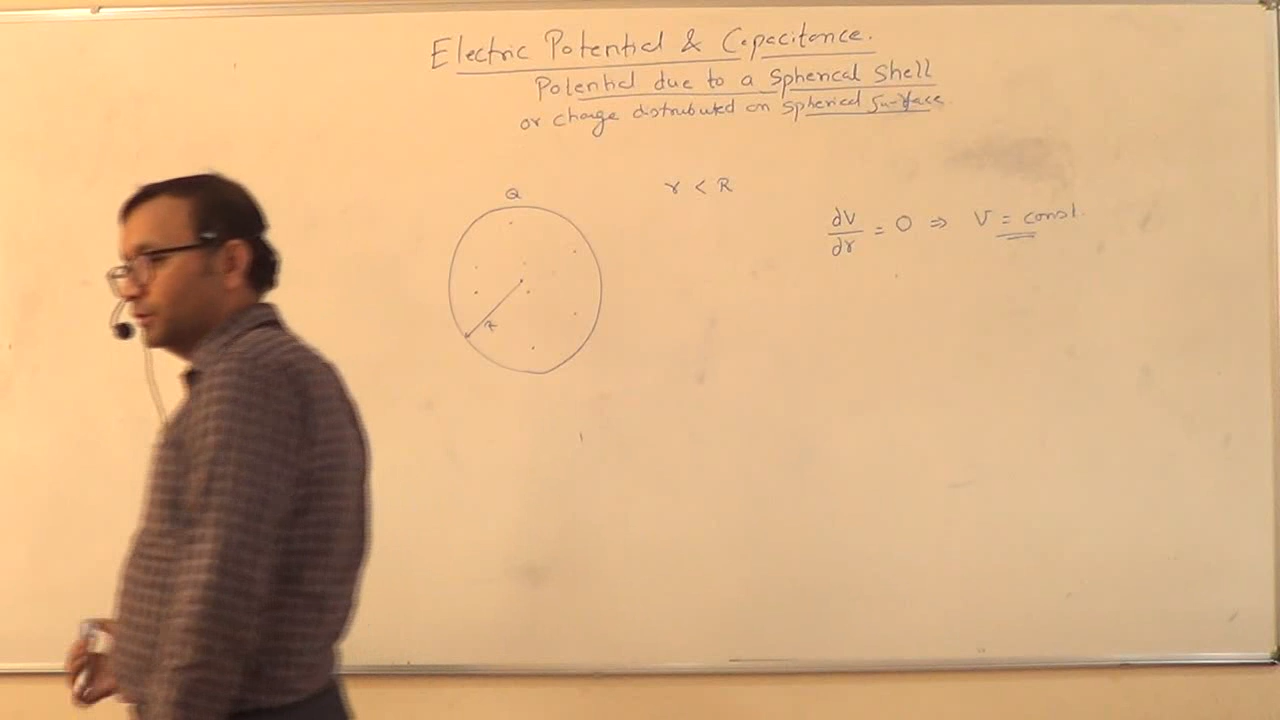 Electric Potential & Capacitance.
Potential due to a Spherical Shell
or charge distributed on Spherical Surface.
Q
r < R
dV/dr = 0 ⇒ V = const.
R